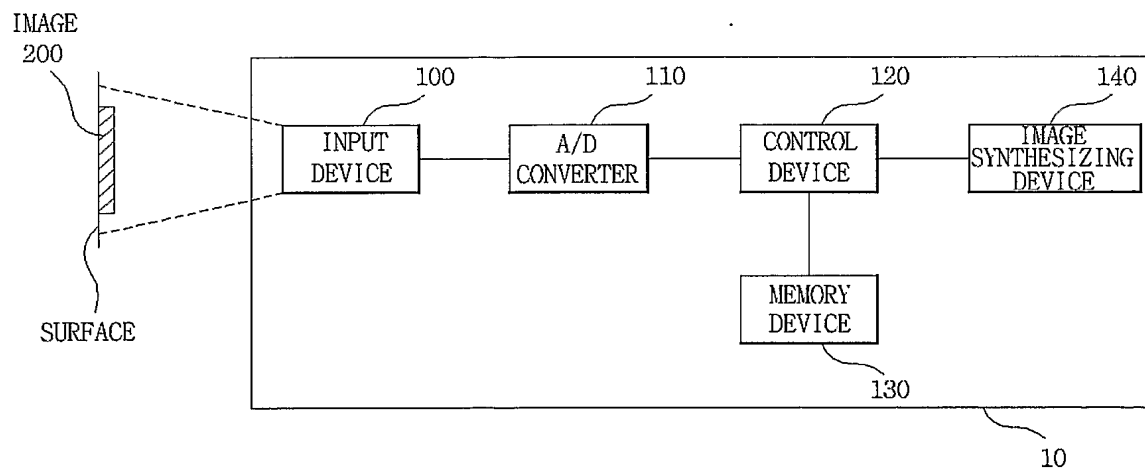 IMAGE
200
100
110
120
140
INPUT
DEVICE
A/D
CONVERTER
CONTROL
DEVICE
IMAGE
SYNTHESIZING
DEVICE
MEMORY
DEVICE
SURFACE
130
10